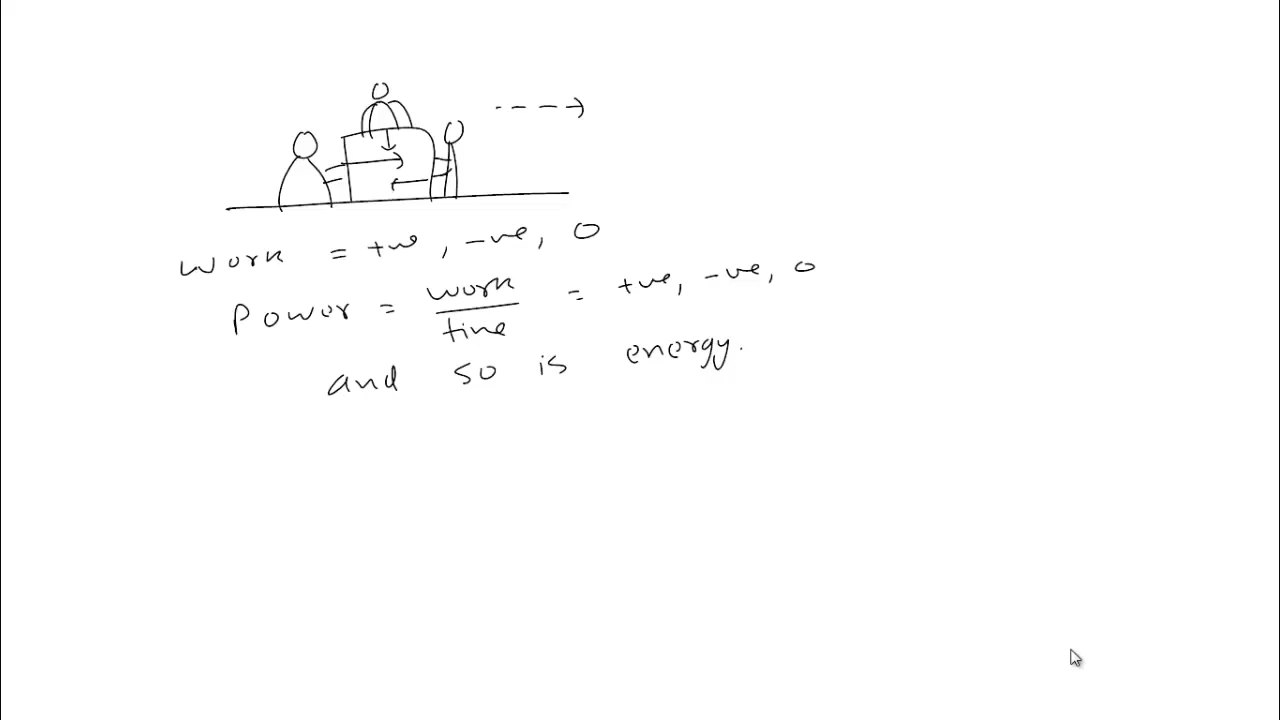 Work = +ve, -ve, 0
Power = work/time = +ve, -ve, 0
and so is energy.